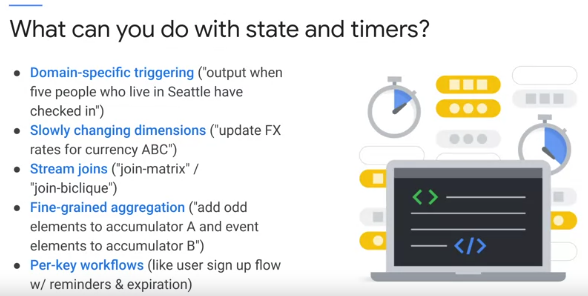 What can you do with state and timers?
● Domain-specific triggering ("output when
five people who live in Seattle have
checked in")
● Slowly changing dimensions ("update FX
rates for currency ABC")
● Stream joins ("join-matrix" /
"join-biclique")
● Fine-grained aggregation ("add odd
elements to accumulator A and event
elements to accumulator B")
● Per-key workflows (like user sign up flow
w/ reminders & expiration)
< >
</>